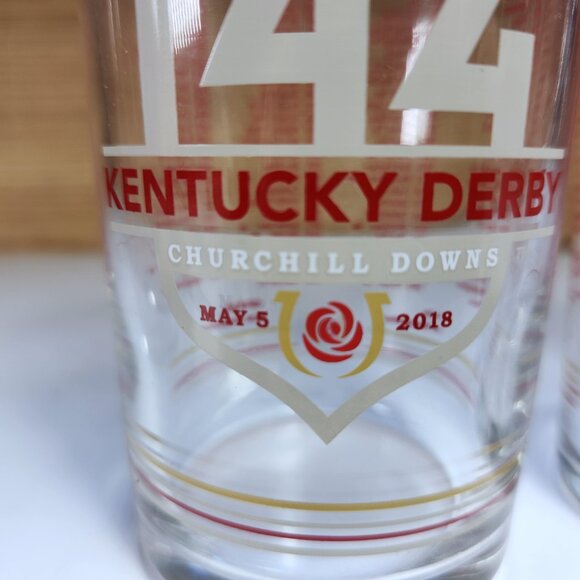 144
KENTUCKY DERBY
CHURCHILL DOWNS
MAY 5 2018